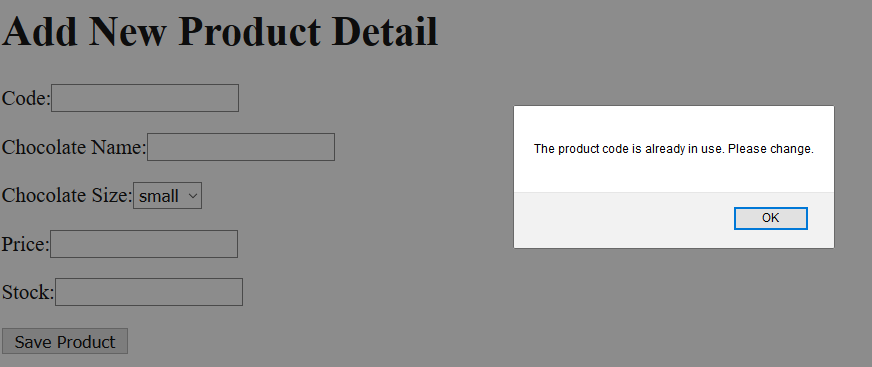 Add New Product Detail
Code:
Chocolate Name:
Chocolate Size: small
Price:
Stock:
Save Product
The product code is already in use. Please change.
OK